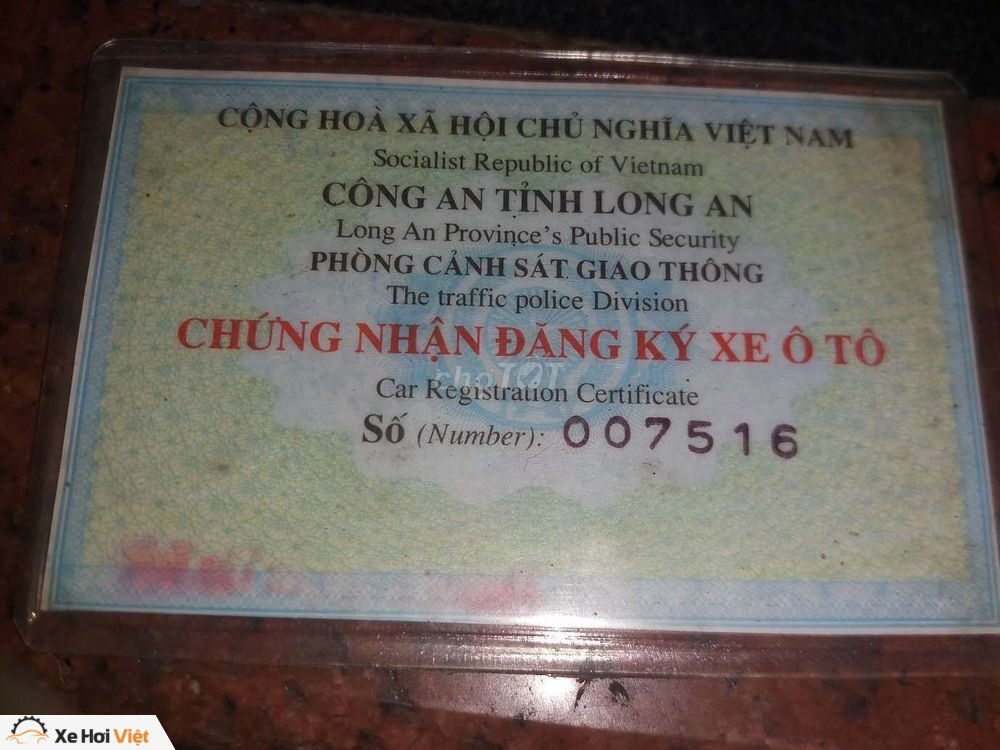 CỘNG HOÀ XÃ HỘI CHỦ NGHĨA VIỆT NAM
Socialist Republic of Vietnam
CÔNG AN TỈNH LONG AN
Long An Province's Public Security
PHÒNG CẢNH SÁT GIAO THÔNG
The traffic police Division
CHỨNG NHẬN ĐĂNG KÝ XE Ô TÔ
Car Registration Certificate
Số (Number): 007516
Xe Hơi Việt